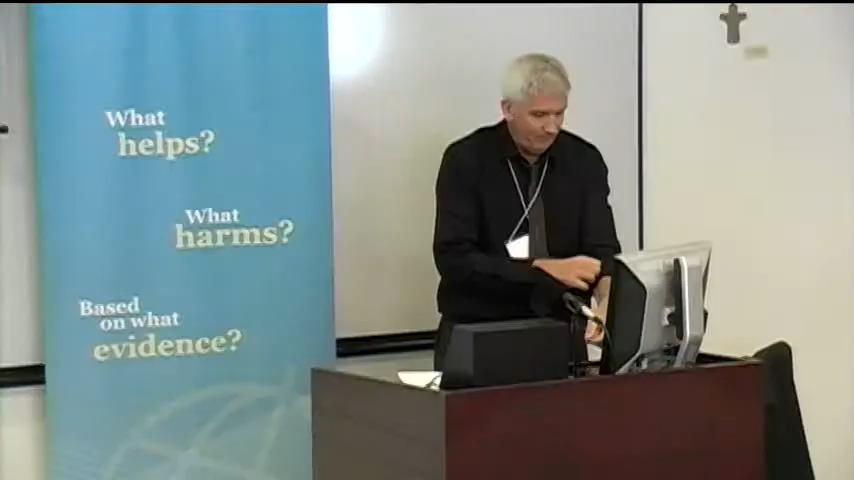 What
helps?
What
harms?
Based
on what
evidence?